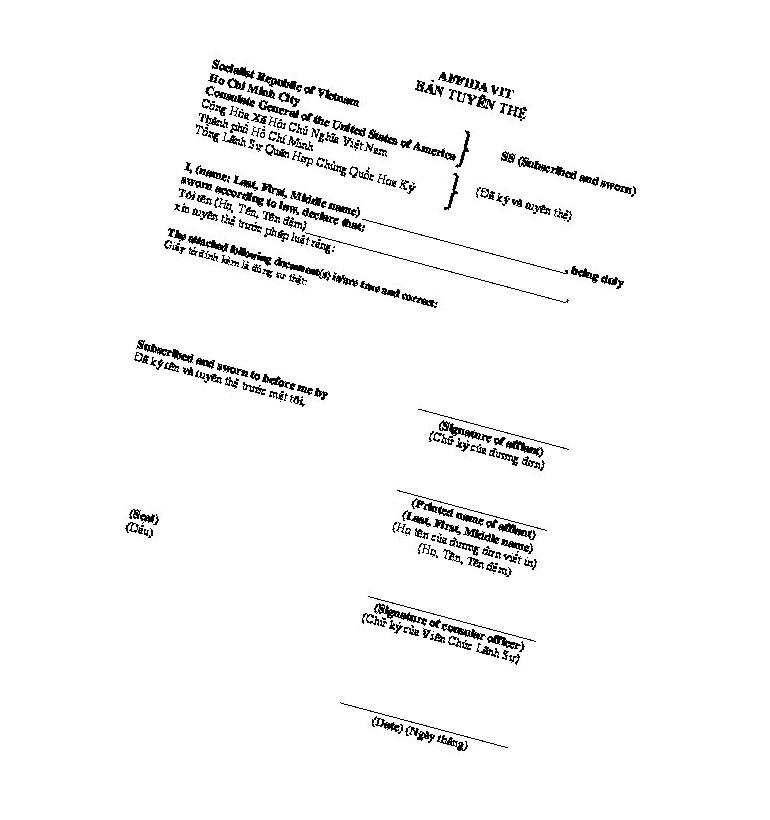 AFFIDAVIT
BẢN TUYÊN THỆ
Socialist Republic of Vietnam
Ho Chi Minh City
Consulate General of the United States of America
Cộng Hòa Xã Hội Chủ Nghĩa Việt Nam
Thành phố Hồ Chí Minh
Tổng Lãnh Sự Quán Hợp Chủng Quốc Hoa Kỳ
SS (Subscribed and sworn)
(Đã ký và tuyên thệ)
I, (name: Last, First, Middle name) ____________________, being duly
sworn according to law, declare that:
Tôi tên (Họ, Tên, Tên đệm) ____________________,
xin tuyên thệ trước pháp luật rằng:
The attached following document(s) is/are true and correct:
Giấy tờ đính kèm là đúng sự thật:
Subscribed and sworn to before me by
Đã ký tên và tuyên thệ trước mặt tôi,
(Signature of affiant)
(Chữ ký của đương đơn)
(Printed name of affiant)
(Last, First, Middle name)
(Họ tên của đương đơn viết in)
(Họ, Tên, Tên đệm)
(Seal)
(Dấu)
(Signature of consular officer)
(Chữ ký của Viên Chức Lãnh Sự)
(Date) (Ngày tháng)